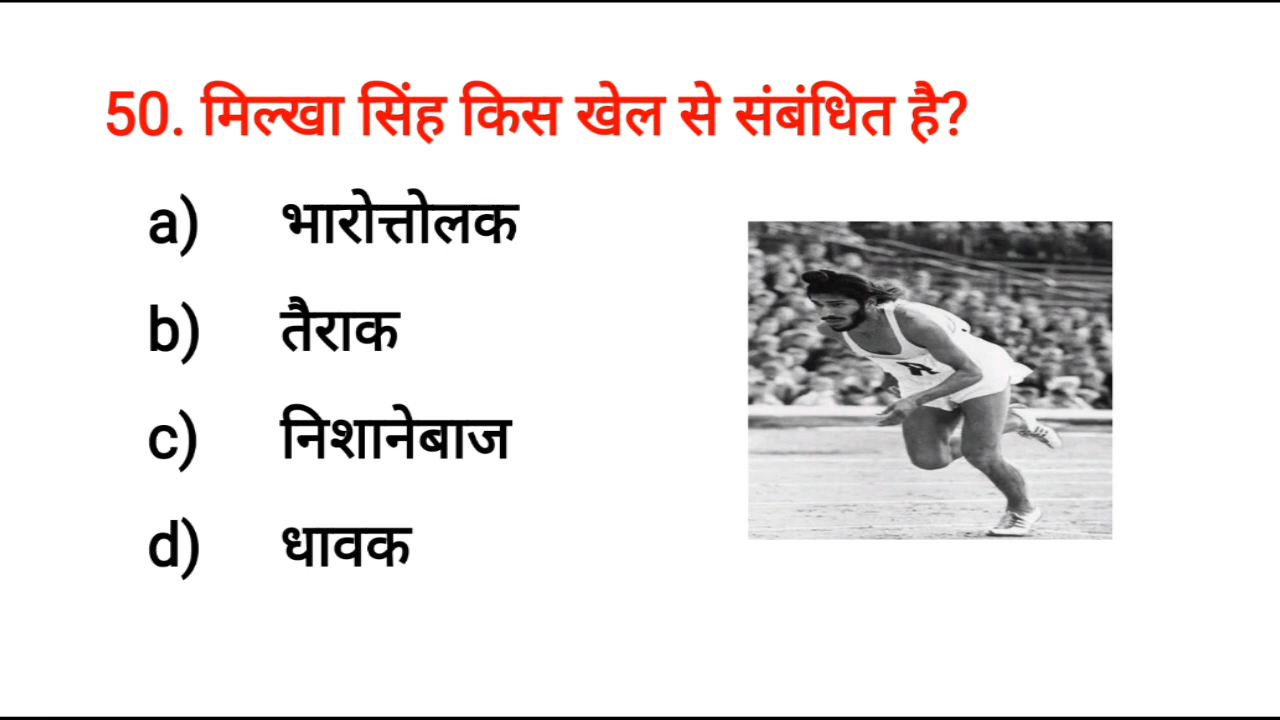 50. मिल्खा सिंह किस खेल से संबंधित है?
a) भारोत्तोलक
b) तैराक
c) निशानेबाज
d) धावक